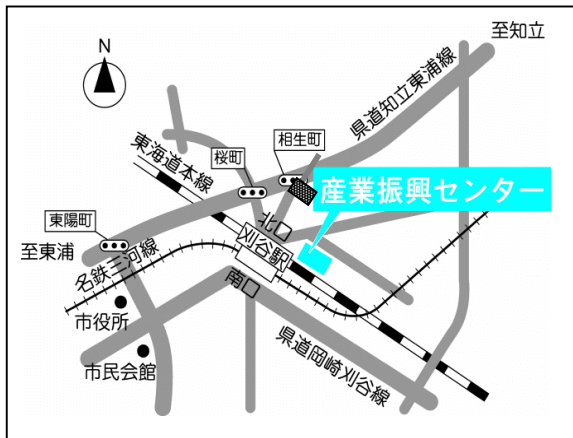 N
至知立
県道知立東浦線
相生町
桜町
東海道本線
産業振興センター
東陽町
北口
刈谷駅
至東浦
名鉄三河線
南口
市役所
県道岡崎刈谷線
市民会館